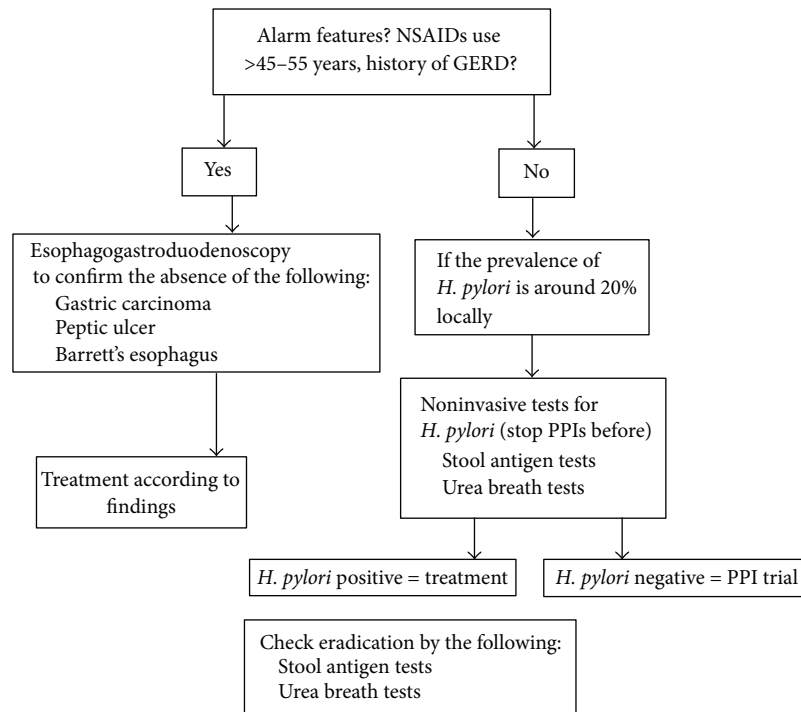 Alarm features? NSAIDs use
>45–55 years, history of GERD?
Yes
No
Esophagogastroduodenoscopy
to confirm the absence of the following:
Gastric carcinoma
Peptic ulcer
Barrett's esophagus
If the prevalence of
H. pylori is around 20%
locally
Noninvasive tests for
H. pylori (stop PPIs before)
Stool antigen tests
Urea breath tests
Treatment according to
findings
H. pylori positive = treatment
H. pylori negative = PPI trial
Check eradication by the following:
Stool antigen tests
Urea breath tests